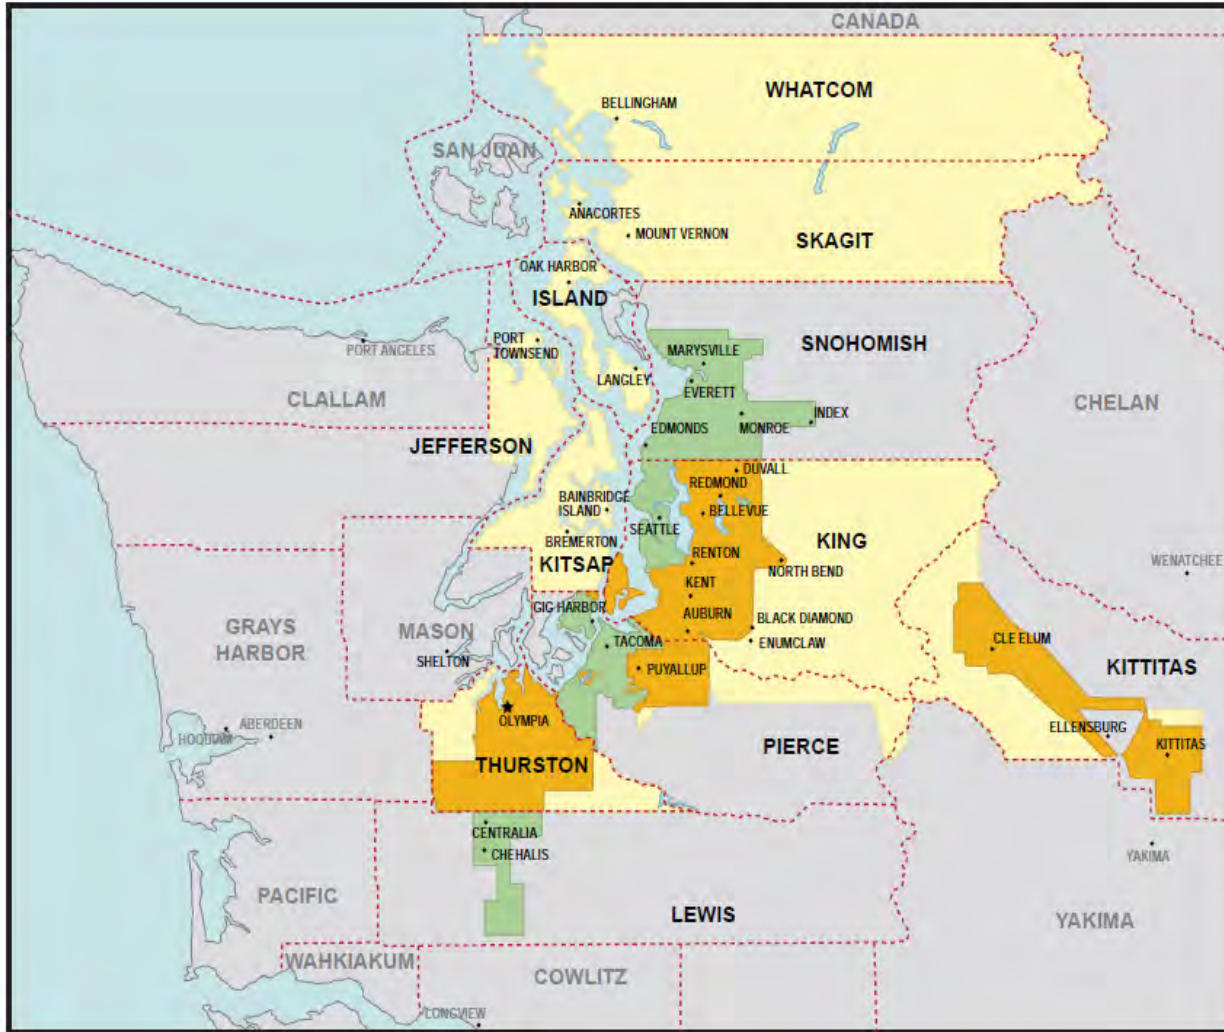 CANADA
WHATCOM
BELLINGHAM
SAN JUAN
ANACORTES
MOUNT VERNON
SKAGIT
OAK HARBOR
ISLAND
PORT
TOWNSEND
PORT ANGELES
MARYSVILLE
SNOHOMISH
LANGLEY
EVERETT
CLALLAM
CHELAN
INDEX
EDMONDS
MONROE
JEFFERSON
DUVALL
REDMOND
BAINBRIDGE
ISLAND
BELLEVUE
SEATTLE
BREMERTON
KING
RENTON
KITSAP
NORTH BEND
WENATCHEE
KENT
GIG HARBOR
AUBURN
BLACK DIAMOND
GRAYS
HARBOR
MASON
TACOMA
ENUMCLAW
CLE ELUM
SHELTON
PUYALLUP
KITTITAS
OLYMPIA
ABERDEEN
HOQUIAM
ELLENSBURG
PIERCE
KITTITAS
THURSTON
CENTRALIA
CHEHALIS
YAKIMA
PACIFIC
LEWIS
YAKIMA
WAHKIAKUM
COWLITZ
LONGVIEW